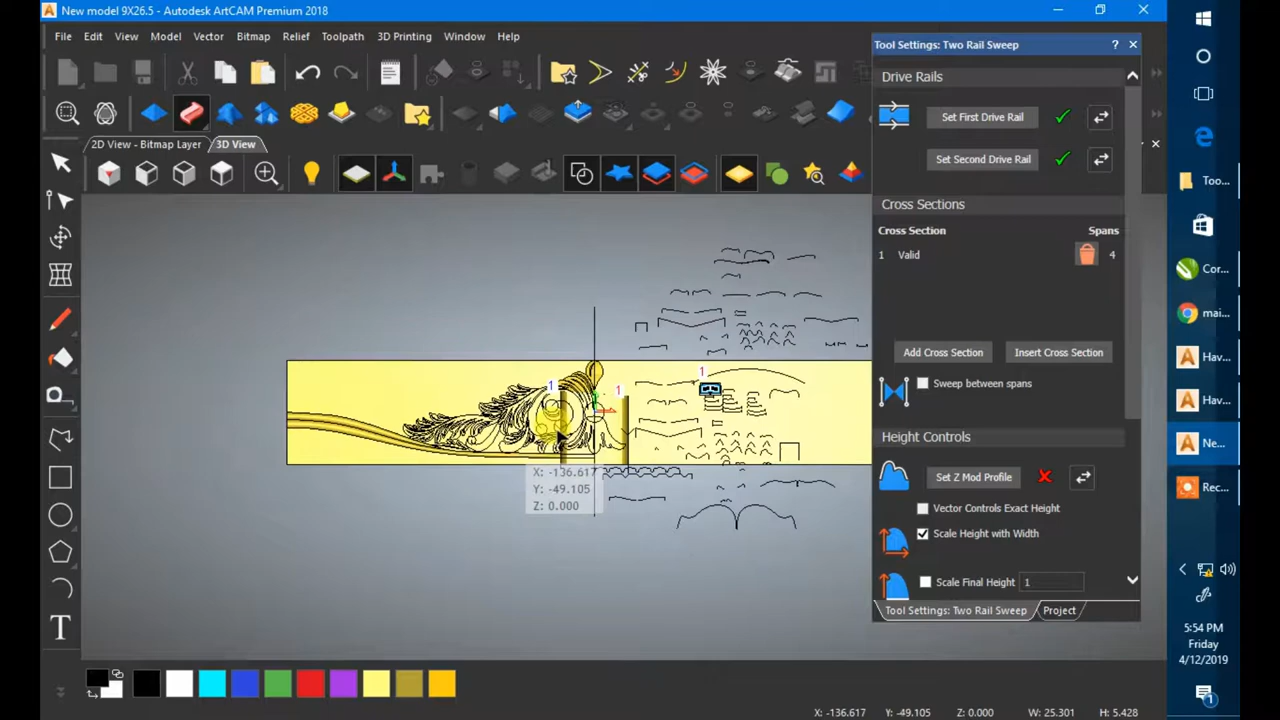 New model 9X26.5 - Autodesk ArtCAM Premium 2018
File Edit View Model Vector Bitmap Relief Toolpath 3D Printing Window Help
2D View - Bitmap Layer 3D View
1
1
1
X: -136.617
Y: -49.105
Z: 0.000
Tool Settings: Two Rail Sweep
Drive Rails
Set First Drive Rail
Set Second Drive Rail
Cross Sections
Cross Section Spans
1 Valid 4
Add Cross Section Insert Cross Section
Sweep between spans
Height Controls
Set Z Mod Profile
Vector Controls Exact Height
Scale Height with Width
Scale Final Height 1
Tool Settings: Two Rail Sweep Project
X: -136.617 Y: -49.105 Z: 0.000 W: 25.301 H: 5.428
Too...
Cor...
mai...
Hav...
Hav...
Ne...
Rec...
5:54 PM
Friday
4/12/2019
1